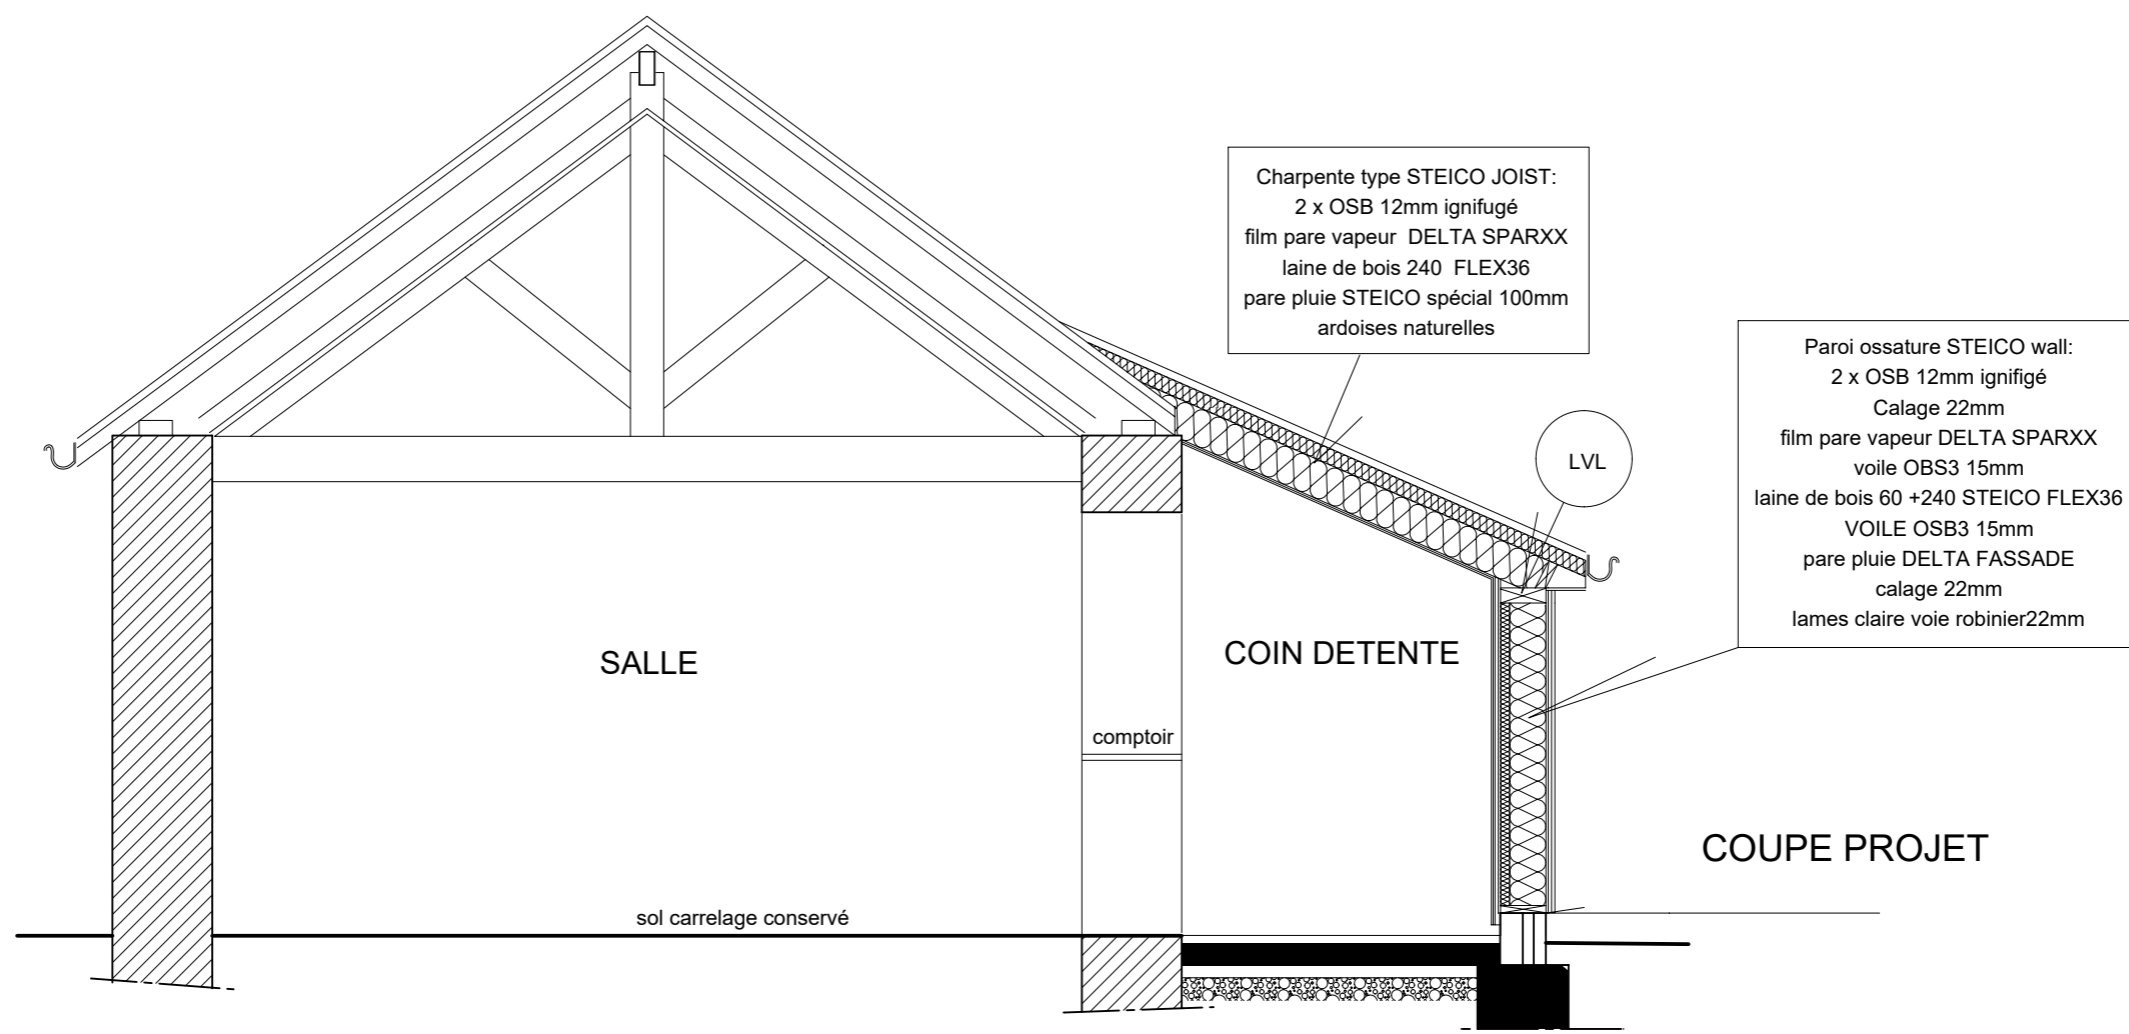 Charpente type STEICO JOIST:
2 x OSB 12mm ignifugé
film pare vapeur DELTA SPARXX
laine de bois 240 FLEX36
pare pluie STEICO spécial 100mm
ardoises naturelles
Paroi ossature STEICO wall:
2 x OSB 12mm ignifigé
Calage 22mm
film pare vapeur DELTA SPARXX
voile OBS3 15mm
laine de bois 60 +240 STEICO FLEX36
VOILE OSB3 15mm
pare pluie DELTA FASSADE
calage 22mm
lames claire voie robinier22mm
LVL
SALLE
COIN DETENTE
comptoir
COUPE PROJET
sol carrelage conservé